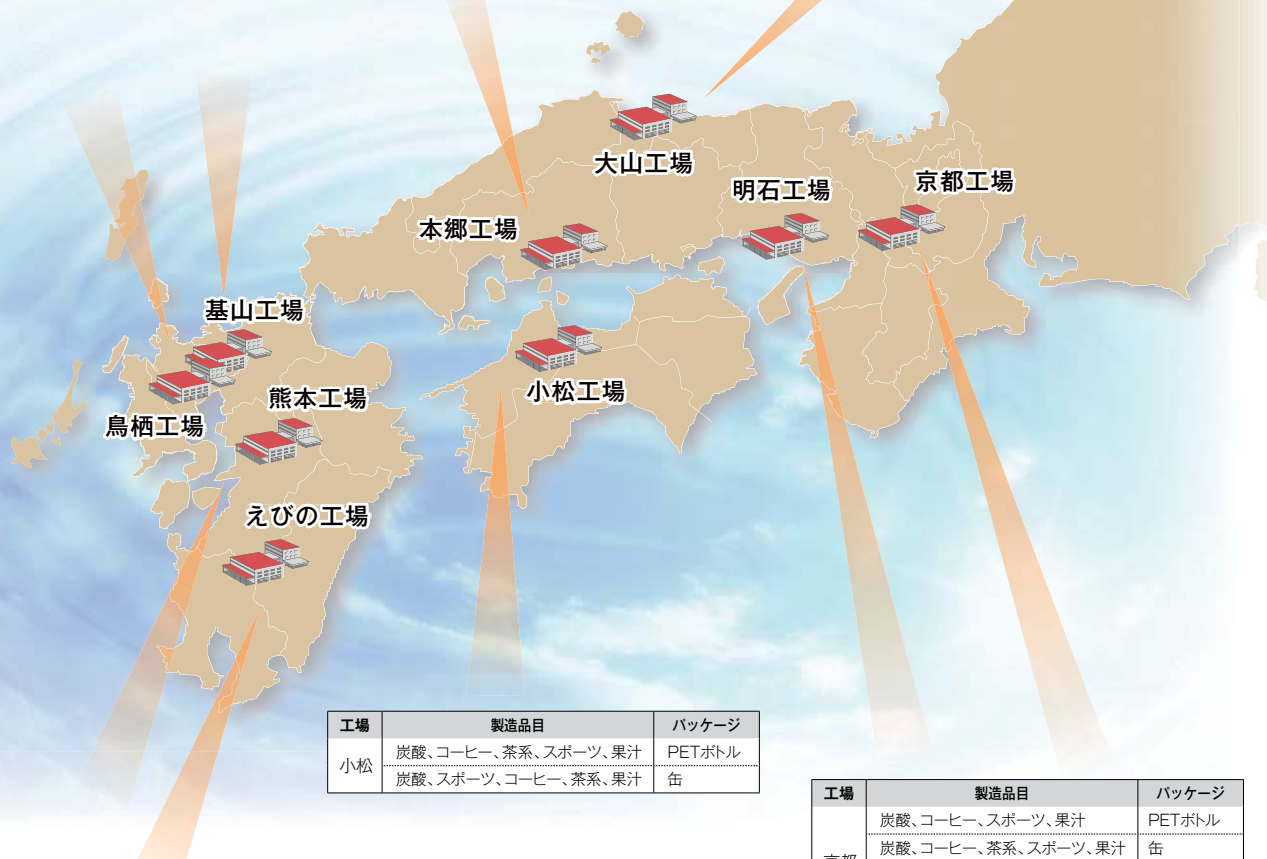 大山工場
京都工場
明石工場
本郷工場
基山工場
小松工場
熊本工場
鳥栖工場
えびの工場
工場 製造品目 パッケージ
小松 炭酸、コーヒー、茶系、スポーツ、果汁 PETボトル
炭酸、スポーツ、コーヒー、茶系、果汁 缶
工場 製造品目 パッケージ
炭酸、コーヒー、スポーツ、果汁 PETボトル
炭酸、コーヒー、茶系、スポーツ、果汁 缶